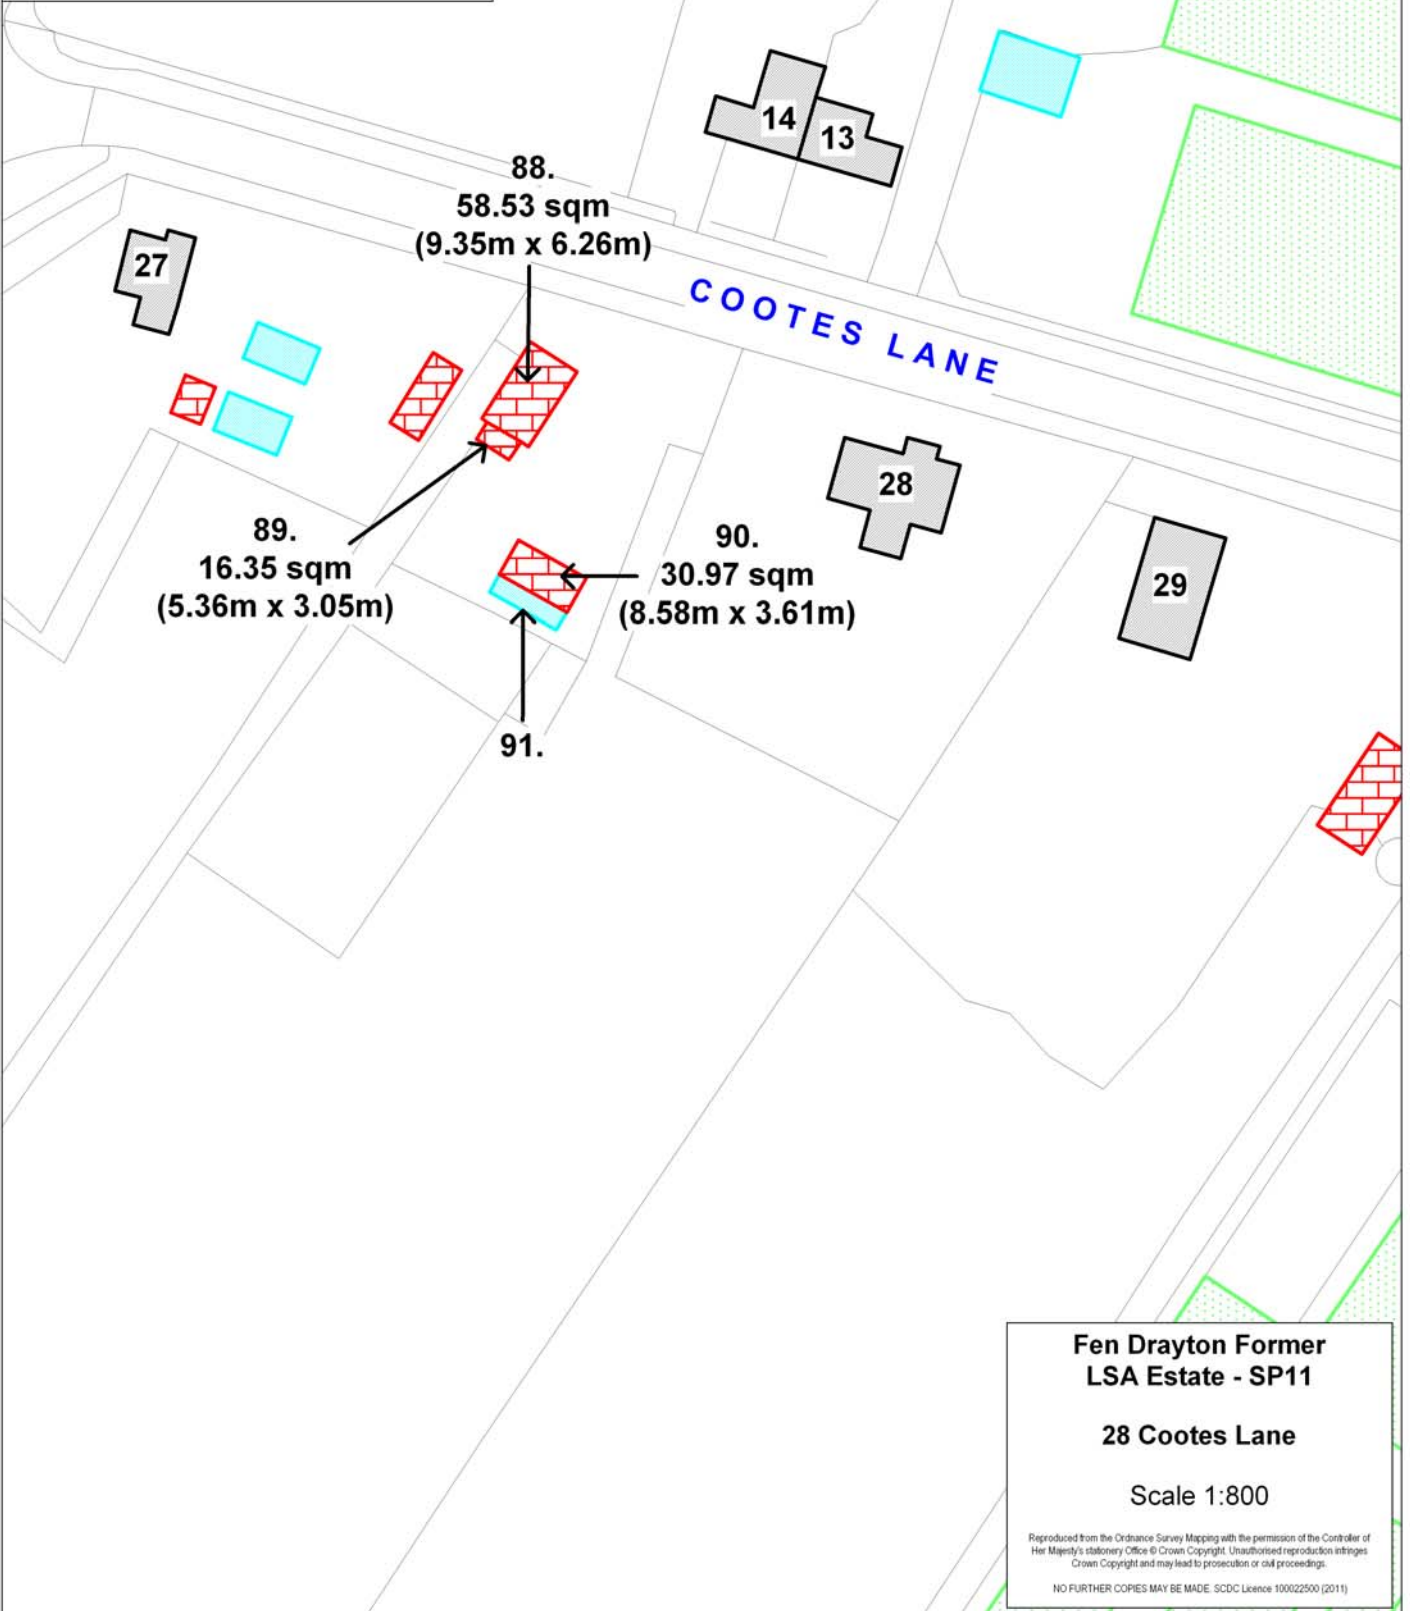 14
13
88.
58.53 sqm
(9.35m x 6.26m)
27
COOTES LANE
28
89.
16.35 sqm
(5.36m x 3.05m)
90.
30.97 sqm
(8.58m x 3.61m)
29
91.
Fen Drayton Former
LSA Estate - SP11
28 Cootes Lane
Scale 1:800
Reproduced from the Ordnance Survey Mapping with the permission of the Controller of
Her Majesty's stationery Office © Crown Copyright. Unauthorised reproduction infringes
Crown Copyright and may lead to prosecution or civil proceedings.
NO FURTHER COPIES MAY BE MADE. SCDC Licence 100022500 (2011)